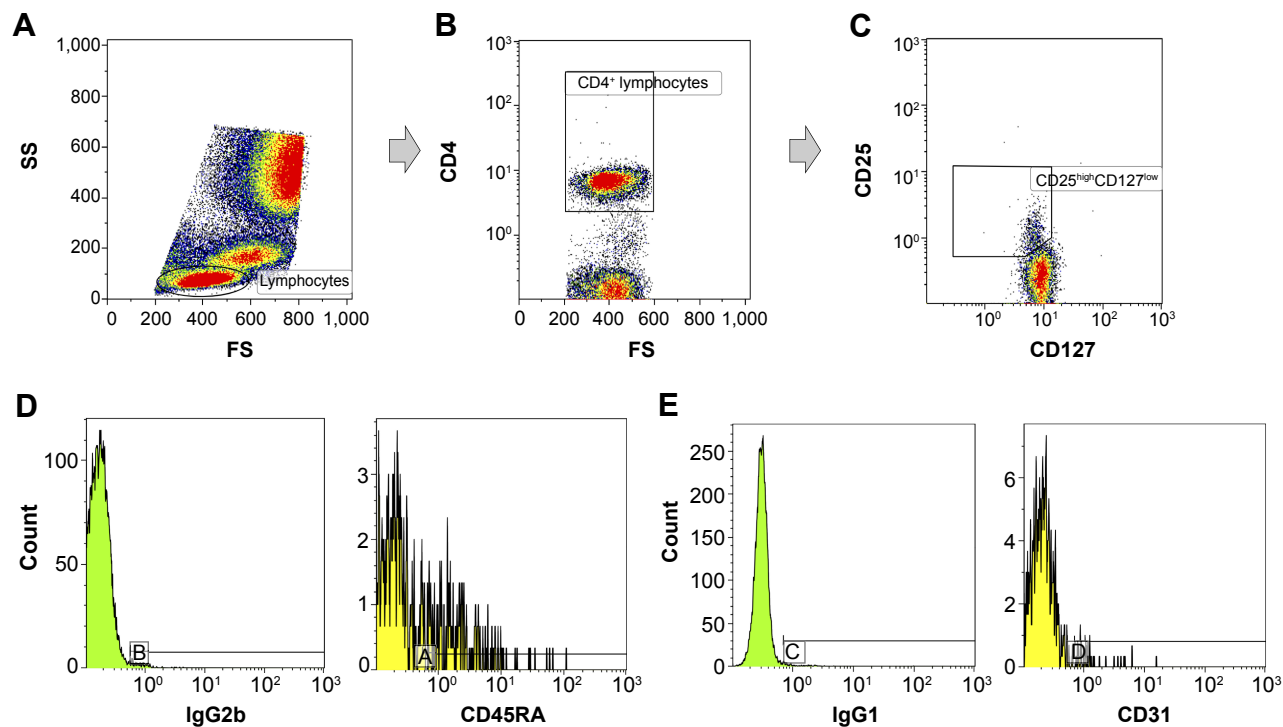 A
1,000
800
600
400
200
0
SS
Lymphocytes
0 200 400 600 800 1,000
FS
B
10³
10²
10¹
10⁰
CD4
CD4⁺ lymphocytes
0 200 400 600 1,000
FS
C
10³
10²
10¹
10⁰
CD25
CD25ʰⁱᵍʰCD127ˡᵒʷ
10⁰ 10¹ 10² 10³
CD127
D
100
50
0
Count
B
10⁰ 10¹ 10² 10³
IgG2b
3
2
1
0
A
10⁰ 10¹ 10² 10³
CD45RA
E
250
200
150
100
50
0
Count
C
10⁰ 10¹ 10² 10³
IgG1
6
4
2
0
D
10⁰ 10¹ 10² 10³
CD31